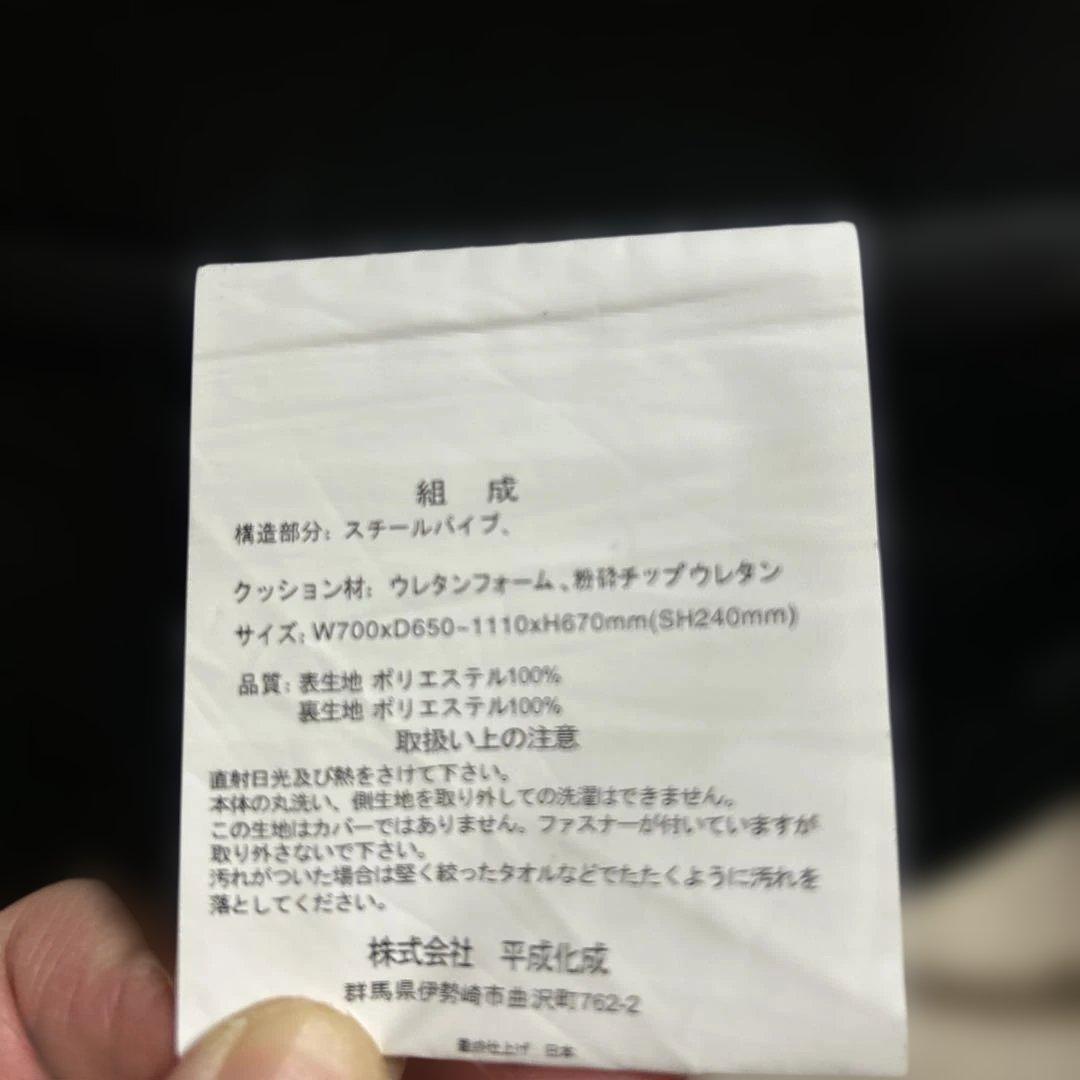 組 成
構造部分: スチールパイプ、
クッション材: ウレタンフォーム、粉砕チップウレタン
サイズ: W700xD650~1110xH670mm(SH240mm)
品質: 表生地 ポリエステル100%
裏生地 ポリエステル100%
取扱い上の注意
直射日光及び熱をさけて下さい。
本体の丸洗い、側生地を取り外しての洗濯はできません。
この生地はカバーではありません。ファスナーが付いていますが
取り外さないで下さい。
汚れがついた場合は堅く絞ったタオルなどでたたくように汚れを
落としてください。
株式会社 平成化成
群馬県伊勢崎市曲沢町762-2
仕上げ 日本